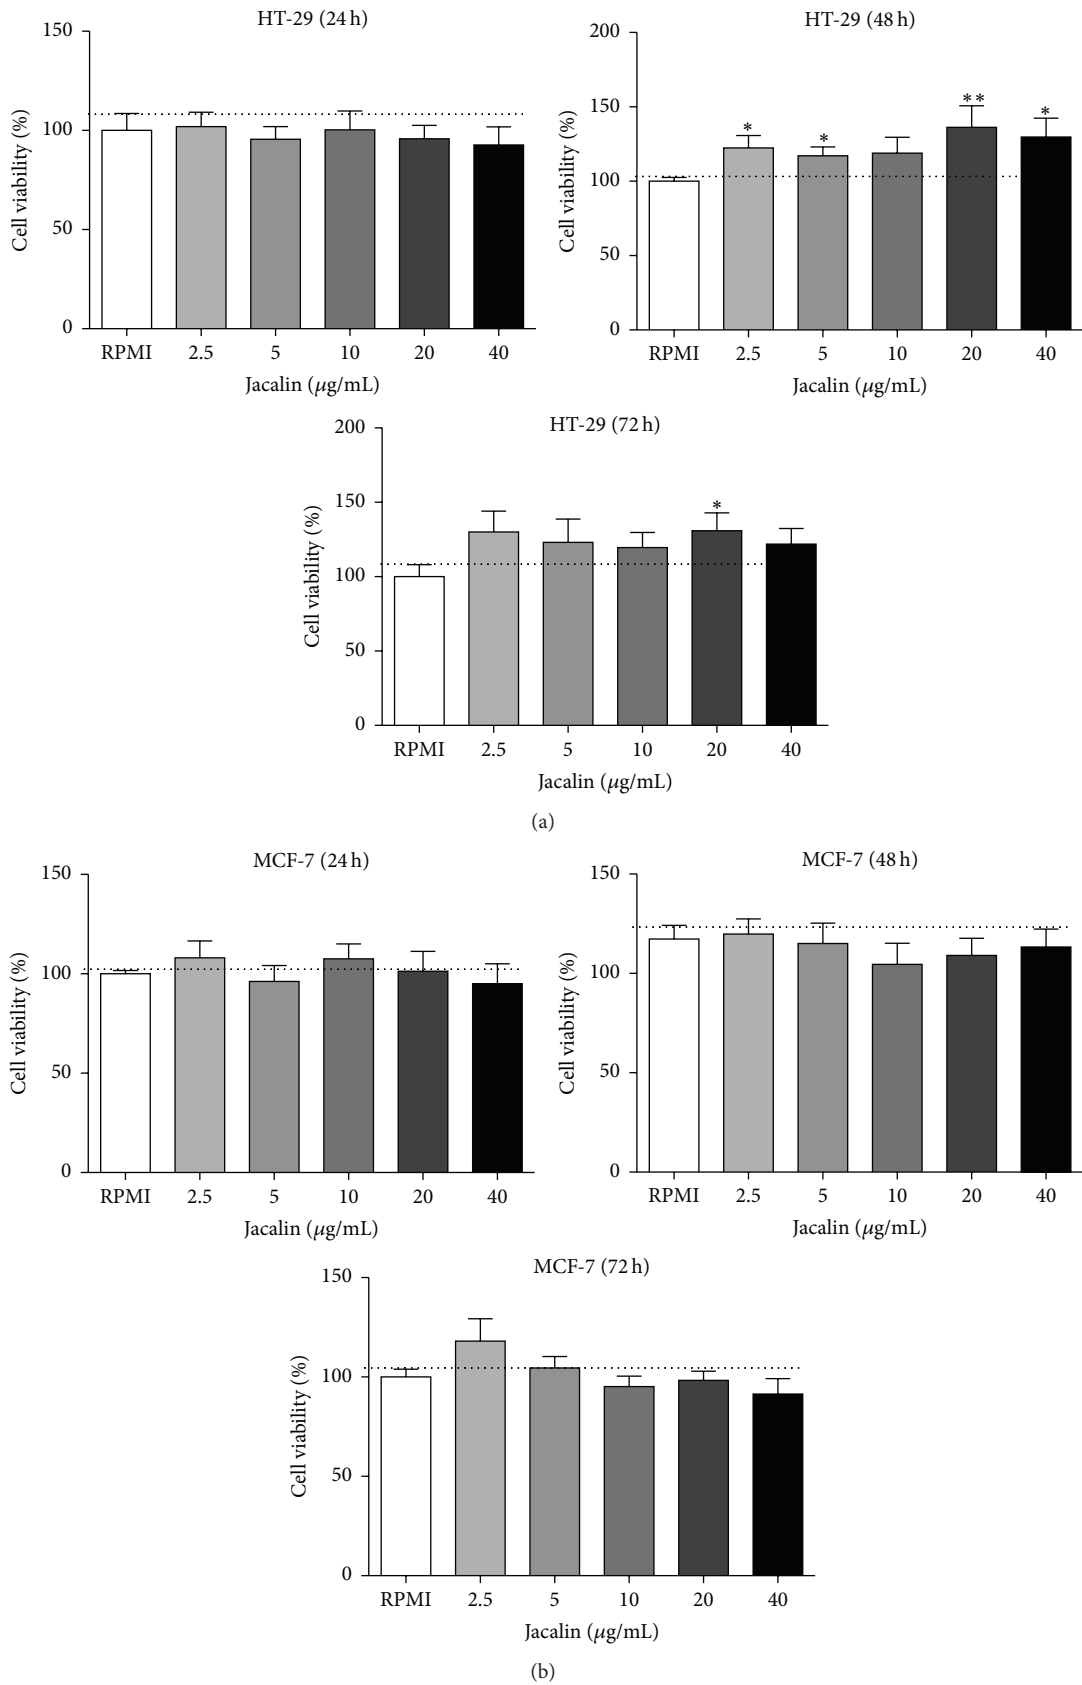 HT-29 (24 h)
150
100
50
0
Cell viability (%)
RPMI 2.5 5 10 20 40
Jacalin (μg/mL)
HT-29 (48 h)
200
150
100
50
0
Cell viability (%)
* * ** *
RPMI 2.5 5 10 20 40
Jacalin (μg/mL)
HT-29 (72 h)
200
150
100
50
0
Cell viability (%)
*
RPMI 2.5 5 10 20 40
Jacalin (μg/mL)
(a)
MCF-7 (24 h)
150
100
50
0
Cell viability (%)
RPMI 2.5 5 10 20 40
Jacalin (μg/mL)
MCF-7 (48 h)
150
100
50
0
Cell viability (%)
RPMI 2.5 5 10 20 40
Jacalin (μg/mL)
MCF-7 (72 h)
150
100
50
0
Cell viability (%)
RPMI 2.5 5 10 20 40
Jacalin (μg/mL)
(b)